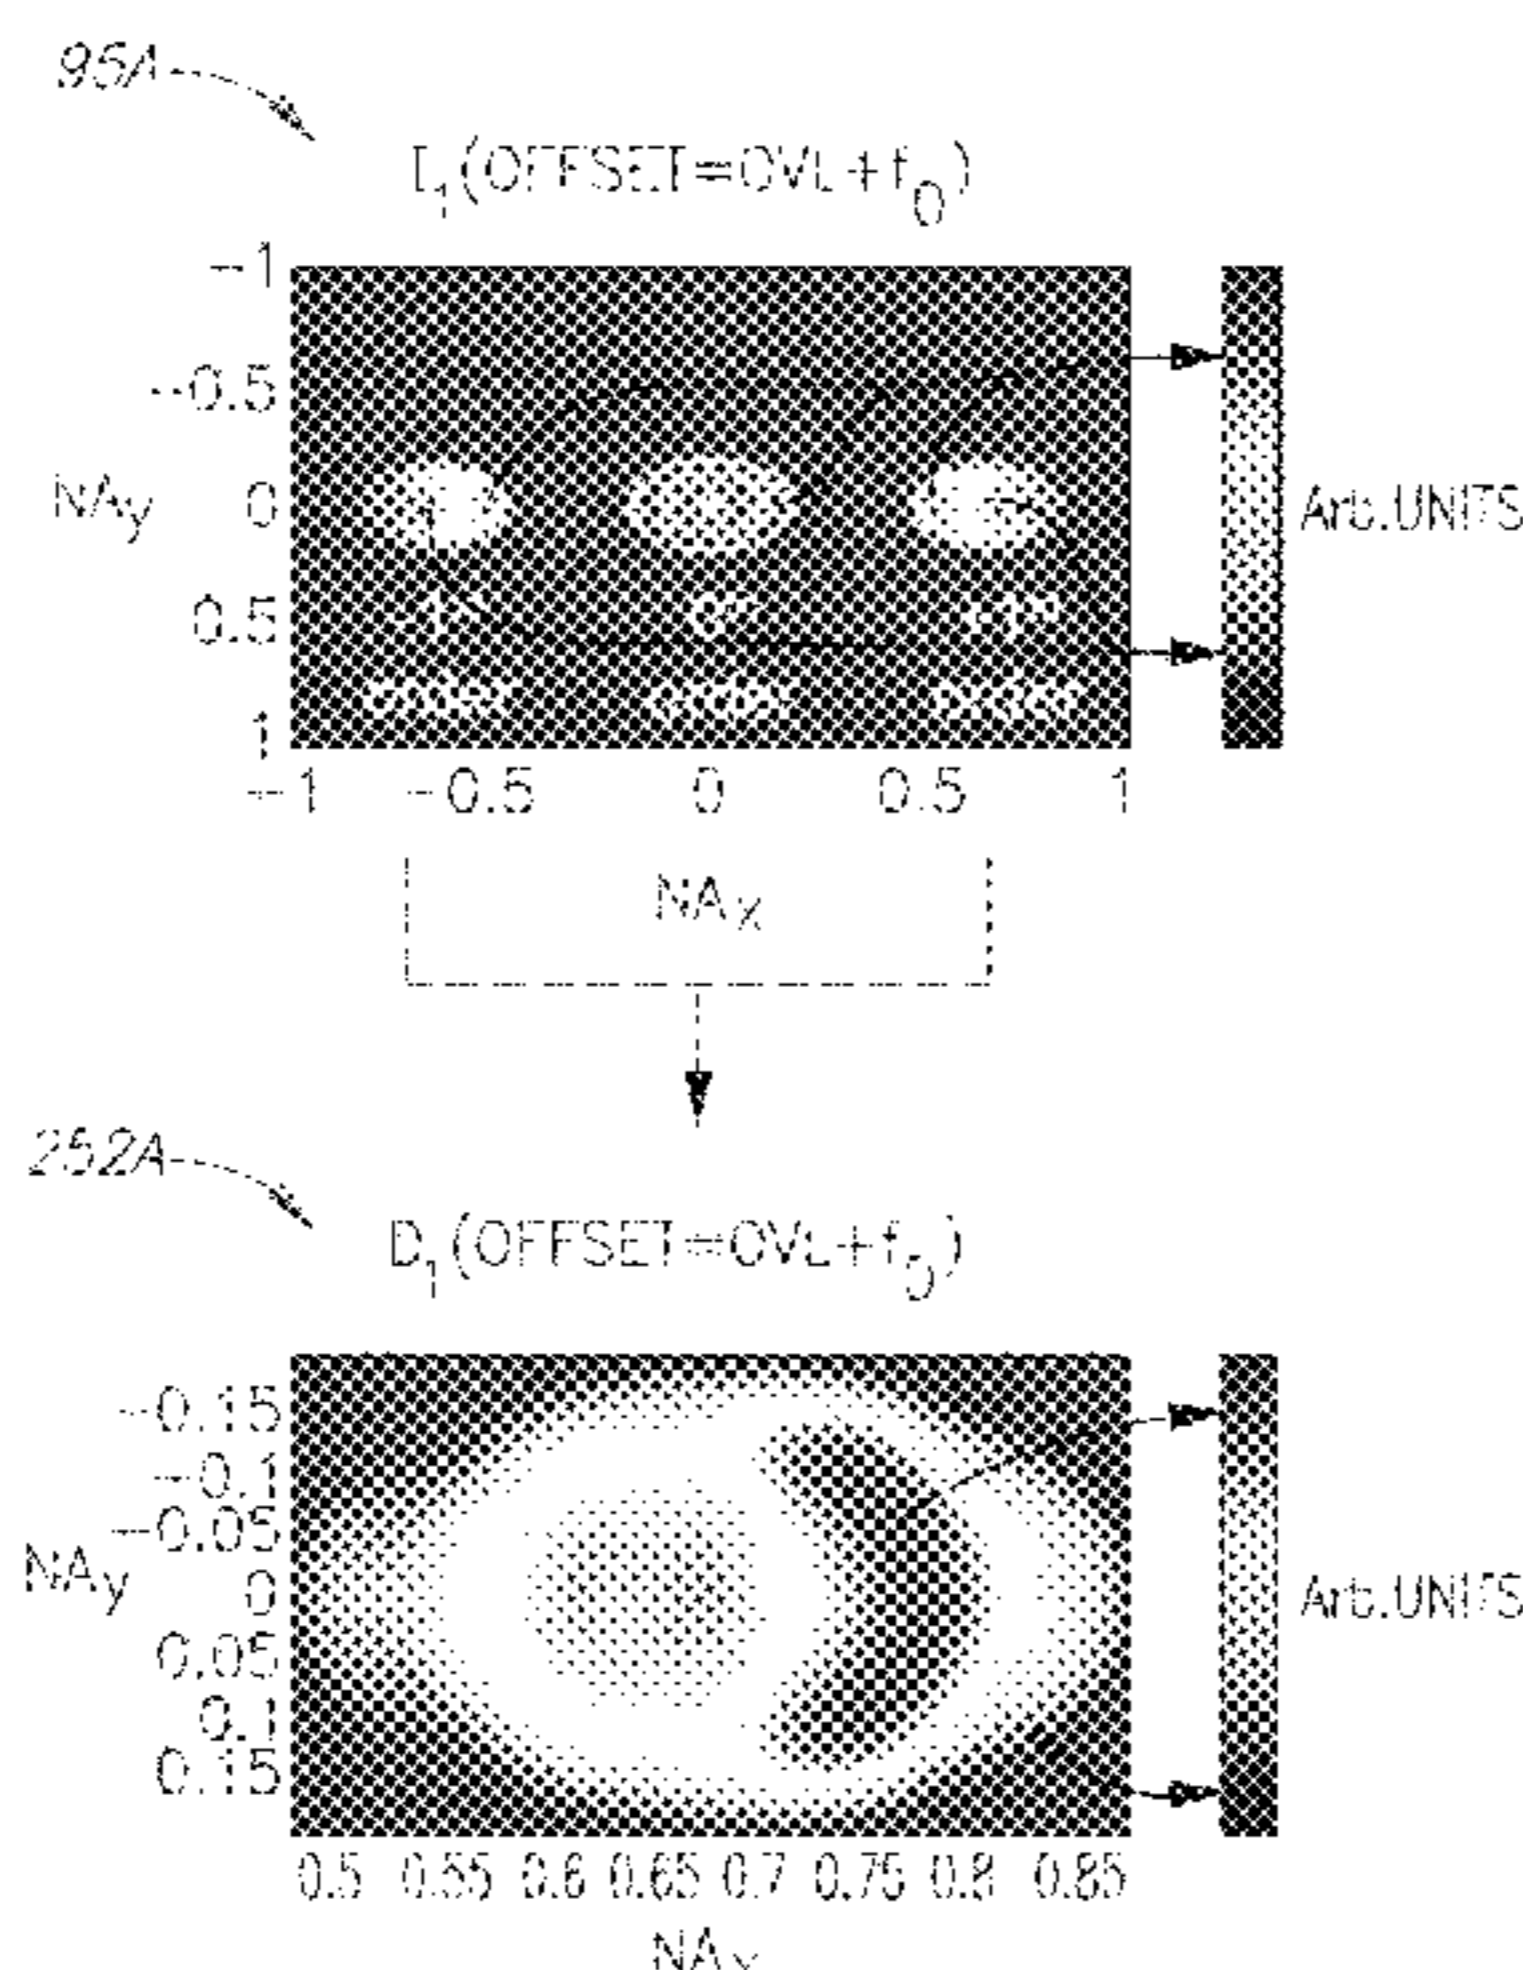 95A
I1(OFFSET=OVL+f0)
-1
-0.5
NAy 0
0.5
1
Arb.UNITS
-1 -0.5 0 0.5 1
NAx
252A
D1(OFFSET=OVL+f0)
-0.15
-0.1
-0.05
NAy 0
0.05
0.1
0.15
Arb.UNITS
0.5 0.55 0.6 0.65 0.7 0.75 0.8 0.85
NAx